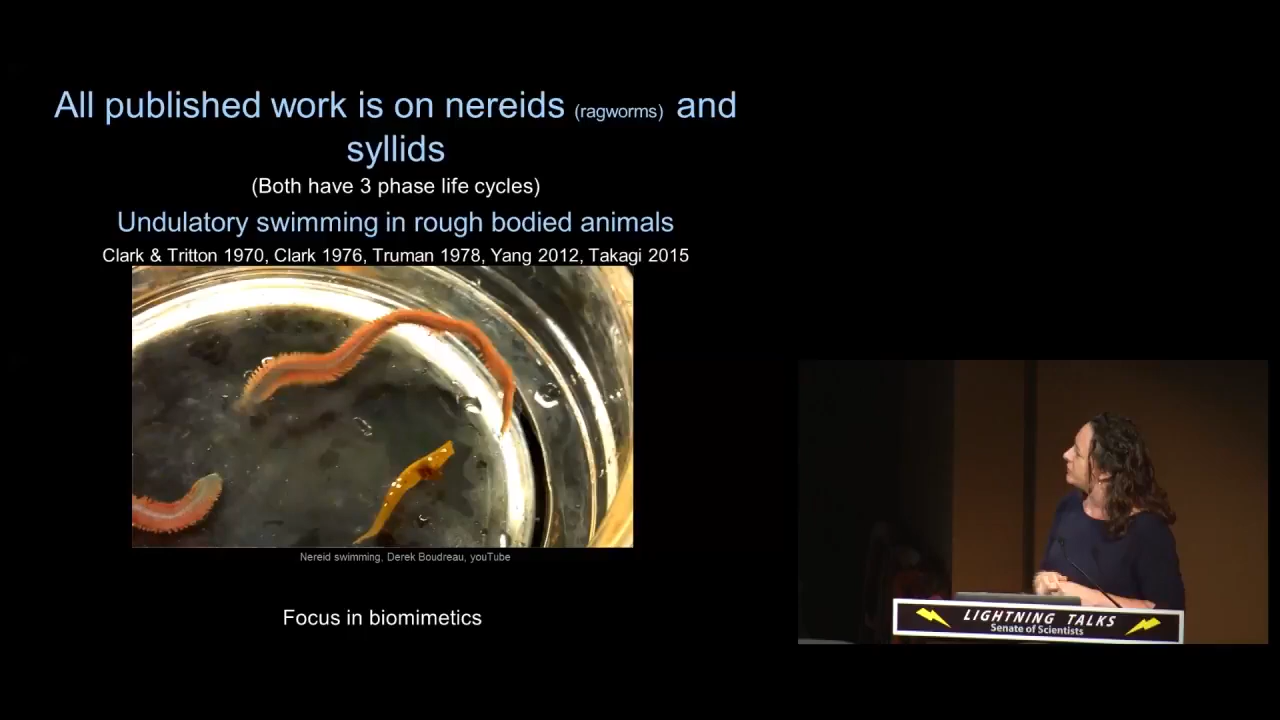 All published work is on nereids (ragworms) and
syllids
(Both have 3 phase life cycles)
Undulatory swimming in rough bodied animals
Clark & Tritton 1970, Clark 1976, Truman 1978, Yang 2012, Takagi 2015
Nereid swimming, Derek Boudreau, youTube
Focus in biomimetics
LIGHTNING TALKS
Senate of Scientists